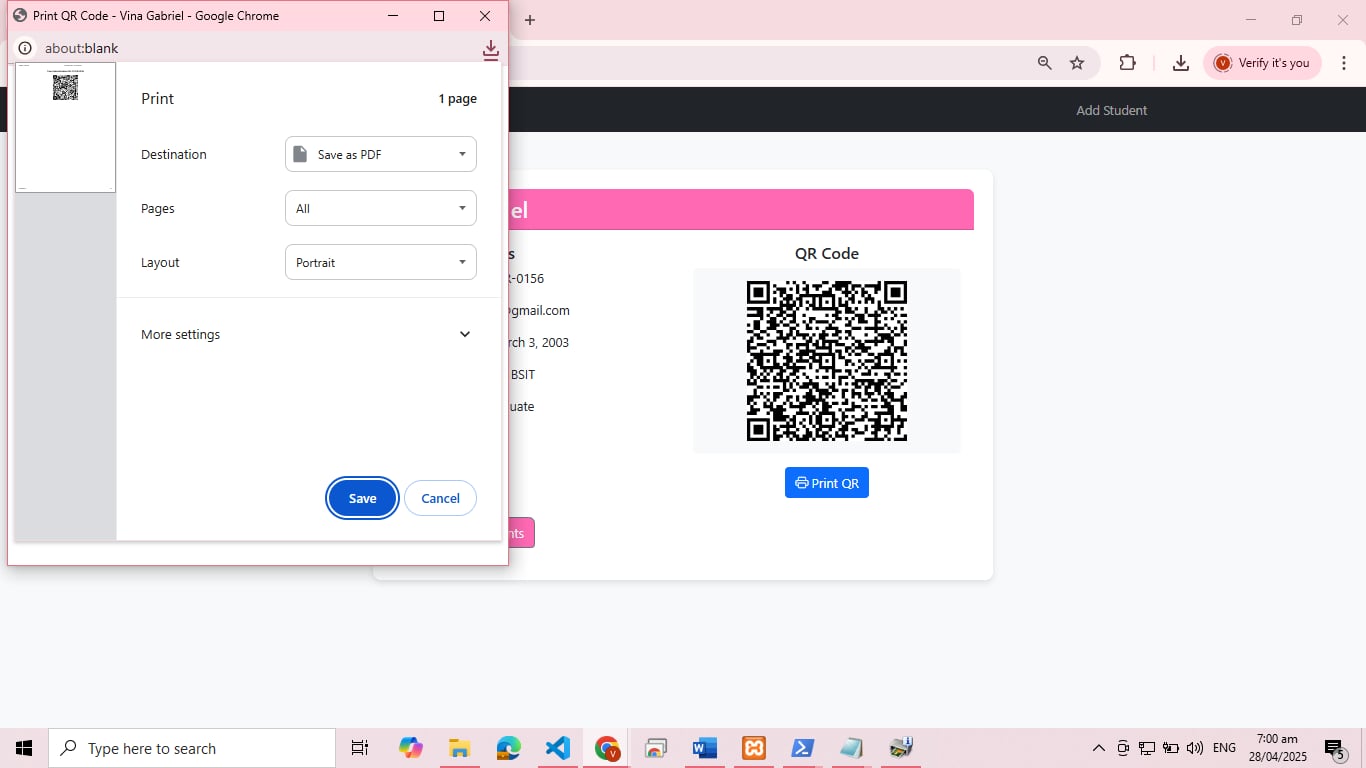 Print QR Code - Vina Gabriel - Google Chrome
about:blank
Verify it's you
Add Student
Print
1 page
Destination
Save as PDF
Pages
All
Layout
Portrait
More settings
Save
Cancel
el
s
R-0156
@gmail.com
rch 3, 2003
BSIT
uate
nts
QR Code
Print QR
Type here to search
ENG
7:00 am
28/04/2025
5